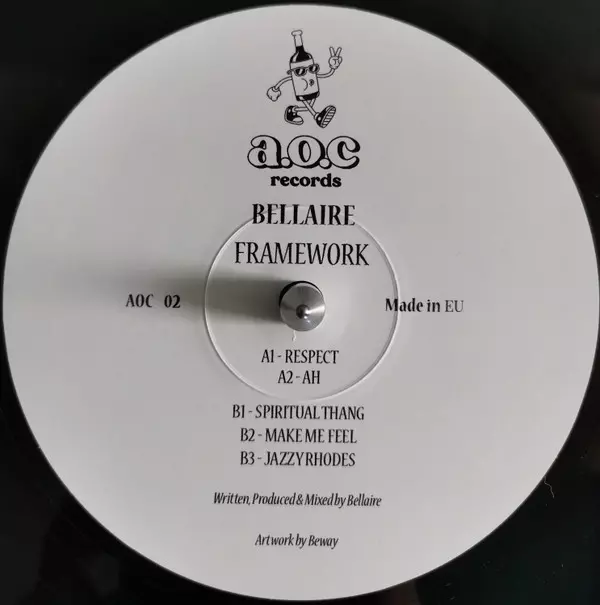 a.o.c
records
BELLAIRE
FRAMEWORK
AOC 02
Made in EU
A1 - RESPECT
A2 - AH
B1 - SPIRITUAL THANG
B2 - MAKE ME FEEL
B3 - JAZZY RHODES
Written, Produced & Mixed by Bellaire
Artwork by Beway